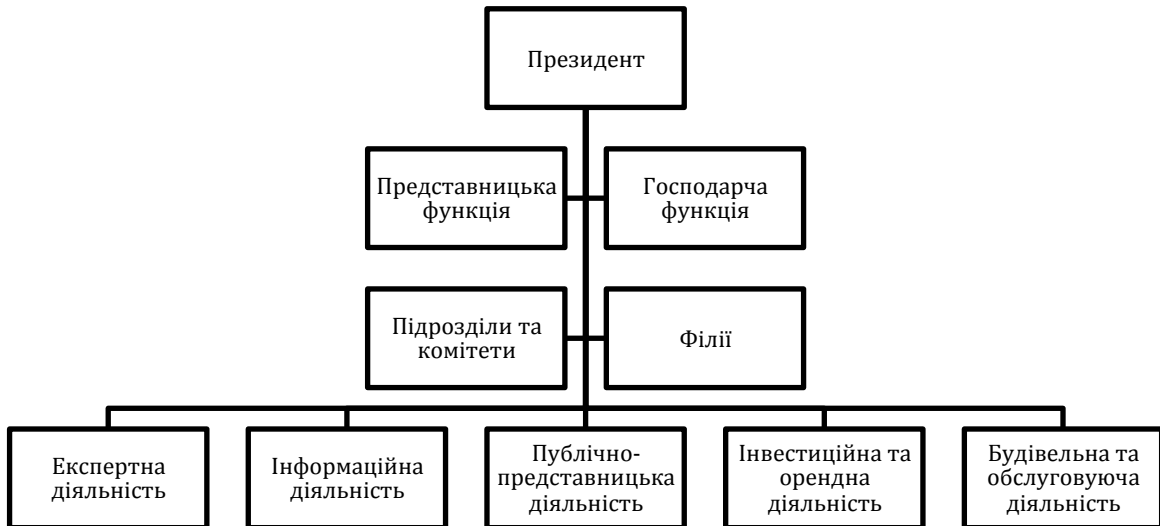 Президент
Представницька
функція
Господарча
функція
Підрозділи та
комітети
Філії
Експертна
діяльність
Інформаційна
діяльність
Публічно-
представницька
діяльність
Інвестиційна та
орендна
діяльність
Будівельна та
обслуговуюча
діяльність